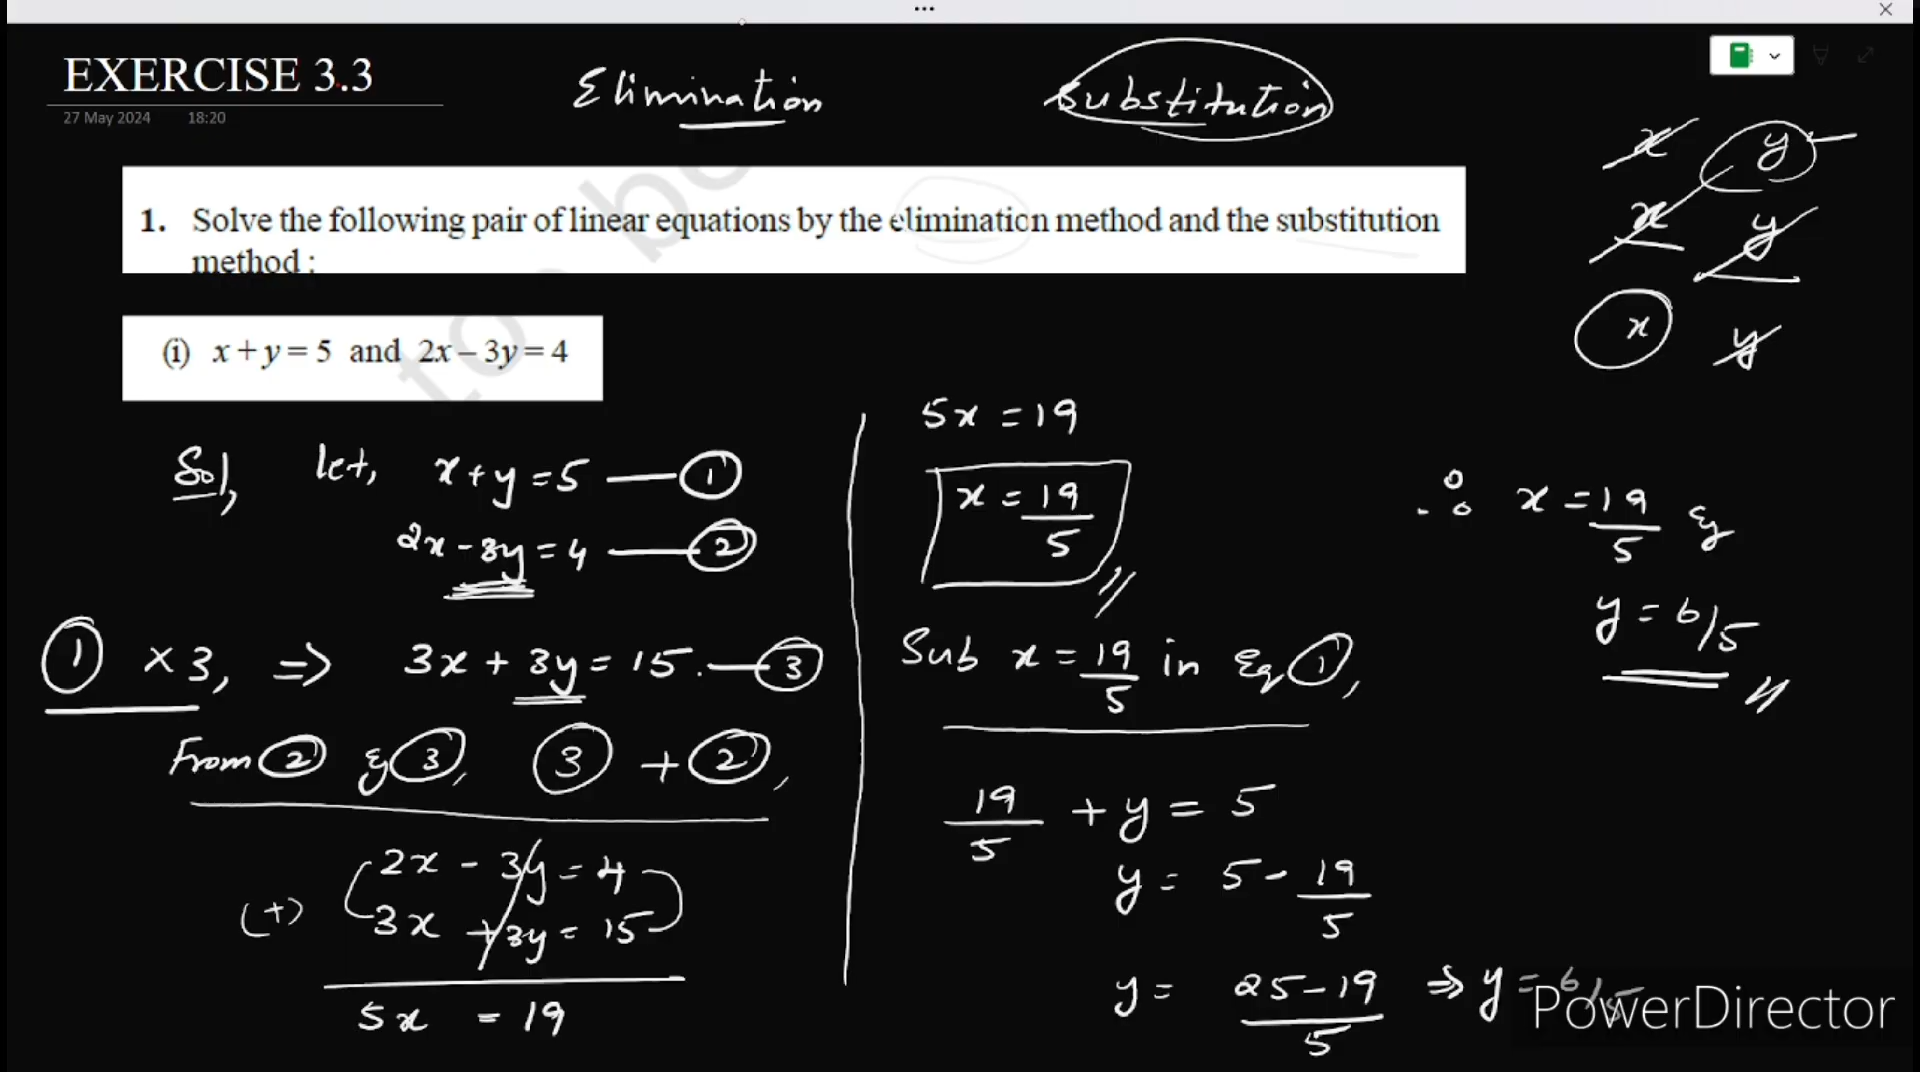 EXERCISE 3.3
27 May 2024 18:20
Elimination
Substitution
x y
x y
x y
1. Solve the following pair of linear equations by the elimination method and the substitution
method :
(i) x + y = 5 and 2x – 3y = 4
Sol, let, x + y = 5 — ①
2x - 3y = 4 — ②
① × 3, ⇒ 3x + 3y = 15. — ③
From ② & ③, ③ + ②,
2x - 3y = 4
(+) 3x + 3y = 15
5x = 19
5x = 19
x = 19/5 //
Sub x = 19/5 in Eq ①,
19/5 + y = 5
y = 5 - 19/5
y = 25 - 19/5 ⇒ y = 6/5
∴ x = 19/5 &
y = 6/5 //
PowerDirector